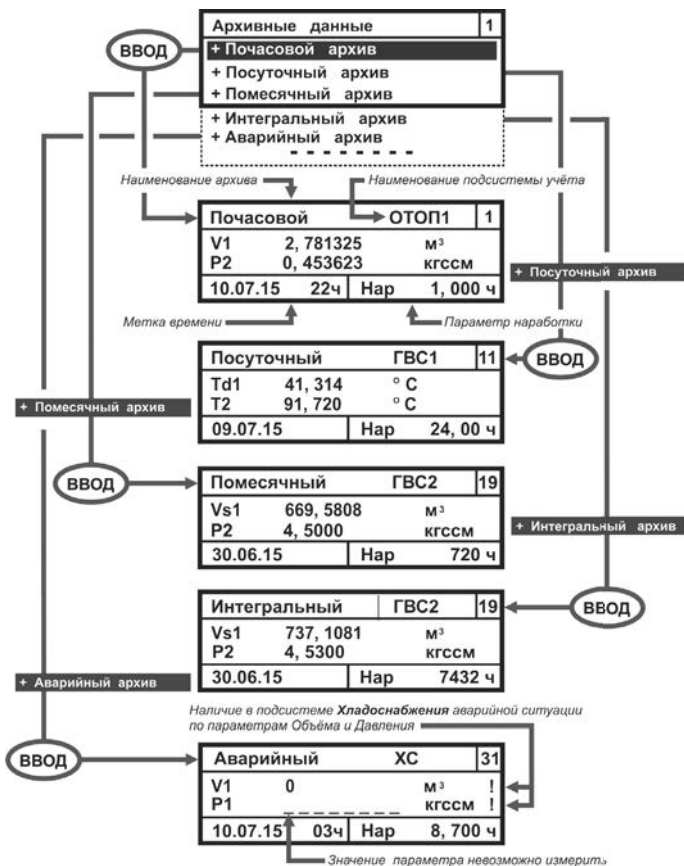 Архивные данные 1
ВВОД
+ Почасовой архив
+ Посуточный архив
+ Помесячный архив
+ Интегральный архив
+ Аварийный архив
Наименование архива
Наименование подсистемы учёта
Почасовой ОТОП1 1
V1 2, 781325 м³
P2 0, 453623 кгссм
10.07.15 22ч Нар 1, 000 ч
+ Посуточный архив
Метка времени
Параметр наработки
Посуточный ГВС1 11
ВВОД
Td1 41, 314 °С
T2 91, 720 °С
09.07.15 Нар 24, 00 ч
+ Помесячный архив
ВВОД
Помесячный ГВС2 19
Vs1 669, 5808 м³
P2 4, 5000 кгссм
30.06.15 Нар 720 ч
+ Интегральный архив
Интегральный ГВС2 19
ВВОД
Vs1 737, 1081 м³
P2 4, 5300 кгссм
30.06.15 Нар 7432 ч
+ Аварийный архив
Наличие в подсистеме Хладоснабжения аварийной ситуации
по параметрам Объёма и Давления
ВВОД
Аварийный ХС 31
V1 0 м³ !
P1 _ _ _ _ _ _ _ _ кгссм !
10.07.15 03ч Нар 8, 700 ч
Значение параметра невозможно измерить